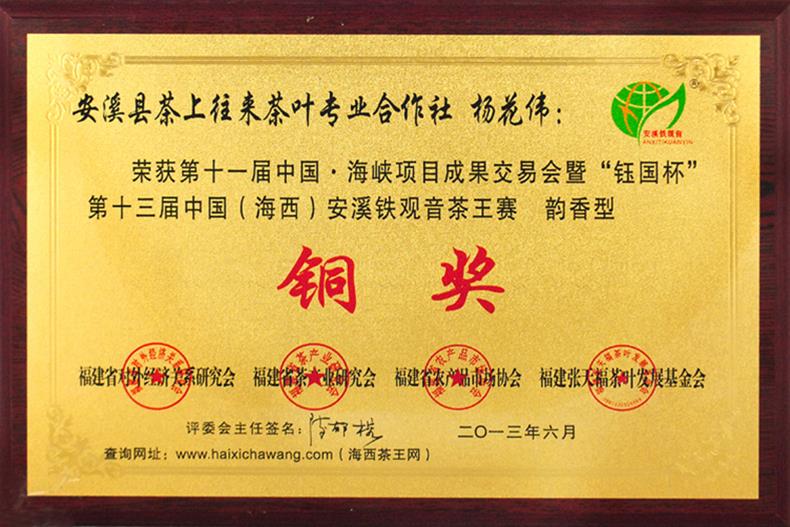 安溪县茶上往来茶叶专业合作社 杨花伟：
安溪铁观音
ANXITIEKUANYIN
荣获第十一届中国·海峡项目成果交易会暨“钰国杯”
第十三届中国（海西）安溪铁观音茶王赛 韵香型
铜奖
福建省对外经济关系研究会 福建省茶产业研究会 福建省农产品市场协会 福建张天福茶叶发展基金会
评委会主任签名： 二〇一三年六月
查询网址：www.haixichawang.com（海西茶王网）